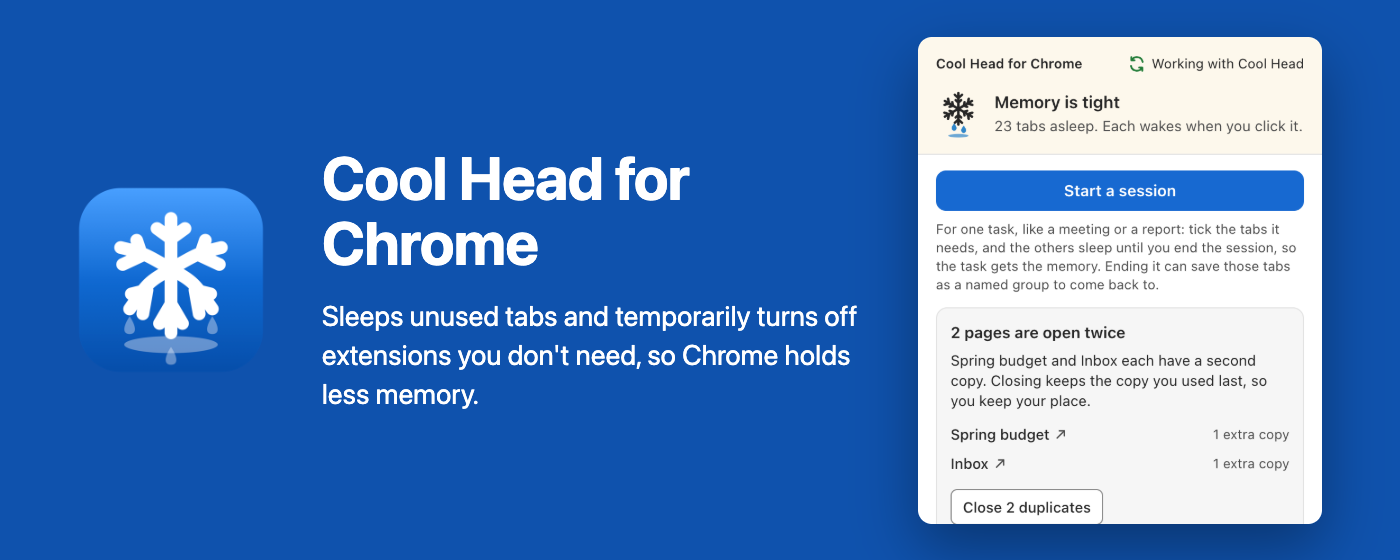 Cool Head for
Chrome
Sleeps unused tabs and temporarily turns off
extensions you don't need, so Chrome holds
less memory.
Cool Head for Chrome
Working with Cool Head
Memory is tight
23 tabs asleep. Each wakes when you click it.
Start a session
For one task, like a meeting or a report: tick the tabs it
needs, and the others sleep until you end the session, so
the task gets the memory. Ending it can save those tabs
as a named group to come back to.
2 pages are open twice
Spring budget and Inbox each have a second
copy. Closing keeps the copy you used last, so
you keep your place.
Spring budget ↗ 1 extra copy
Inbox ↗ 1 extra copy
Close 2 duplicates